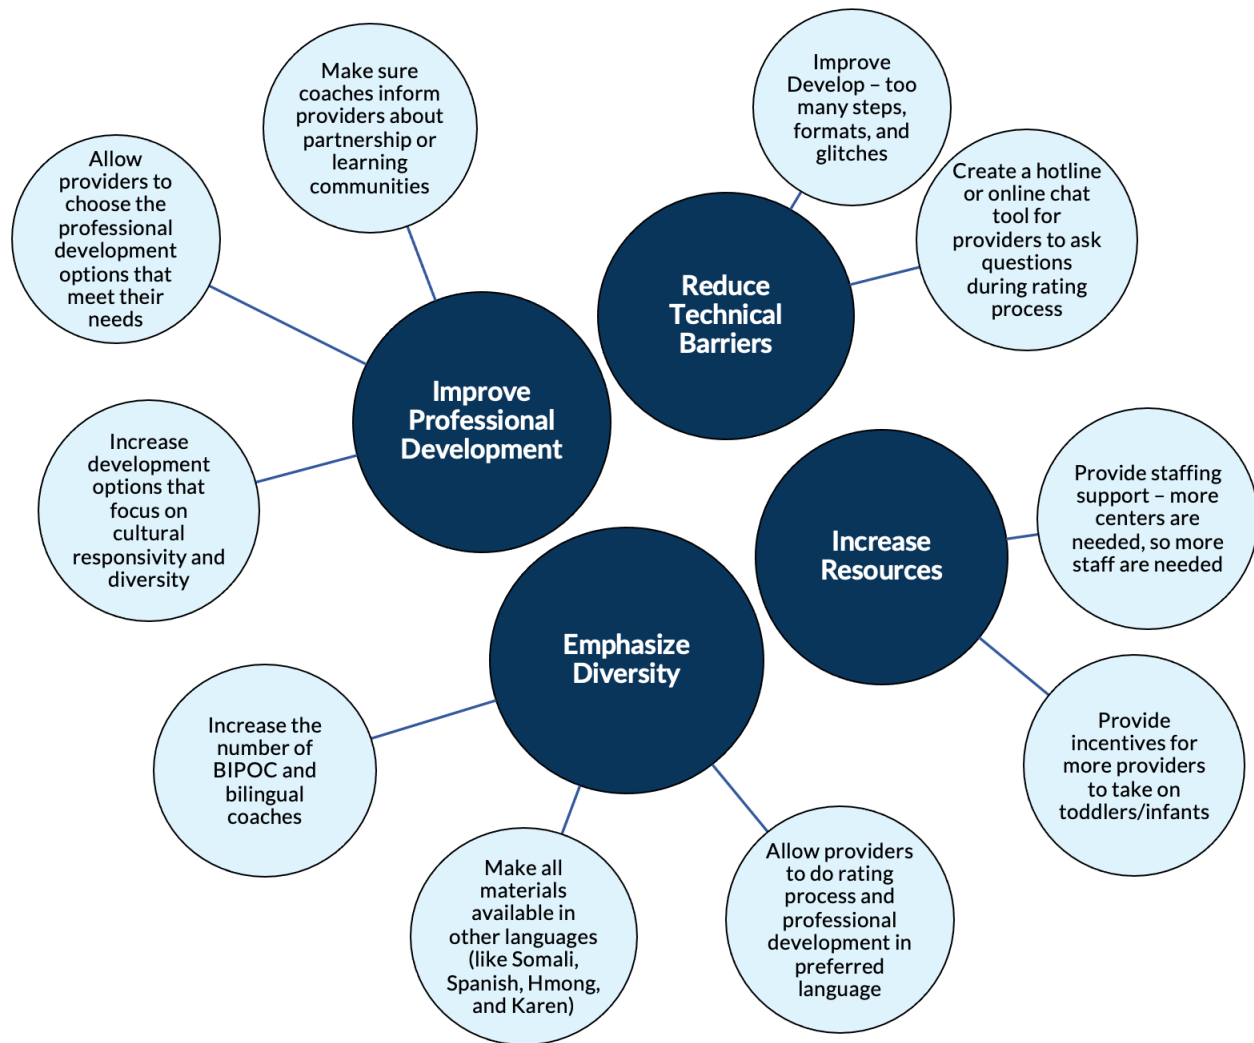 Make sure
coaches inform
providers about
partnership or
learning
communities
Allow
providers to
choose the
professional
development
options that
meet their
needs
Increase
development
options that
focus on
cultural
responsivity and
diversity
Improve
Professional
Development
Improve
Develop – too
many steps,
formats, and
glitches
Create a hotline
or online chat
tool for
providers to ask
questions
during rating
process
Reduce
Technical
Barriers
Increase
Resources
Provide staffing
support – more
centers are
needed, so more
staff are needed
Provide
incentives for
more providers
to take on
toddlers/infants
Emphasize
Diversity
Increase the
number of
BIPOC and
bilingual
coaches
Make all
materials
available in
other languages
(like Somali,
Spanish, Hmong,
and Karen)
Allow providers
to do rating
process and
professional
development in
preferred
language